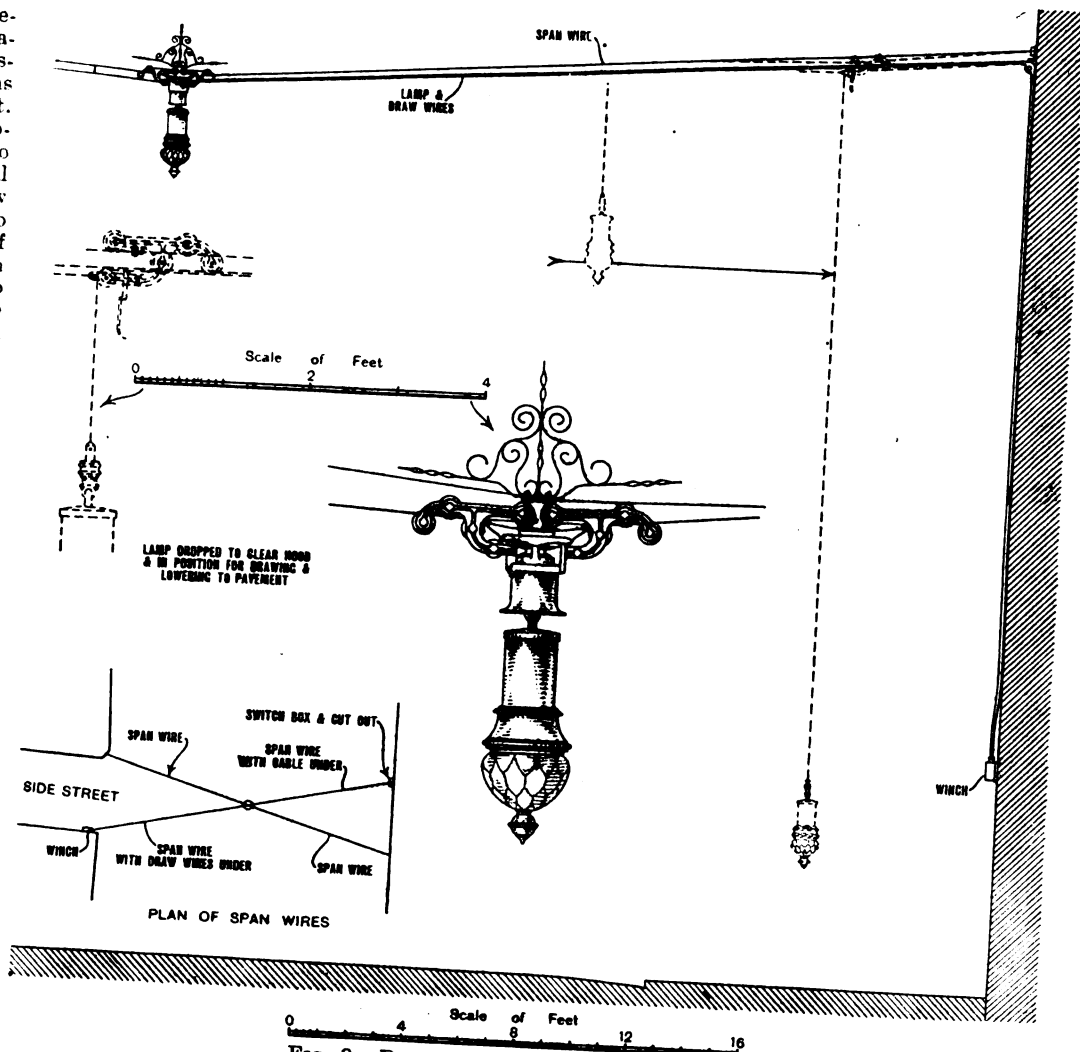 SPAN WIRE
LAMP &
DRAW WIRES
Scale of Feet
0 2 4
LAMP DROPPED TO CLEAR HOOD
& IN POSITION FOR DRAWING &
LOWERING TO PAVEMENT
SWITCH BOX & CUT OUT
SPAN WIRE
SPAN WIRE
WITH CABLE UNDER
SIDE STREET
WINCH
SPAN WIRE
WITH DRAW WIRES UNDER
SPAN WIRE
PLAN OF SPAN WIRES
WINCH
Scale of Feet
0 4 8 12 16